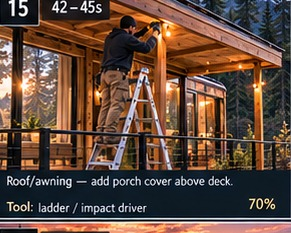 15
42–45s
Roof/awning — add porch cover above deck.
Tool: ladder / impact driver
70%